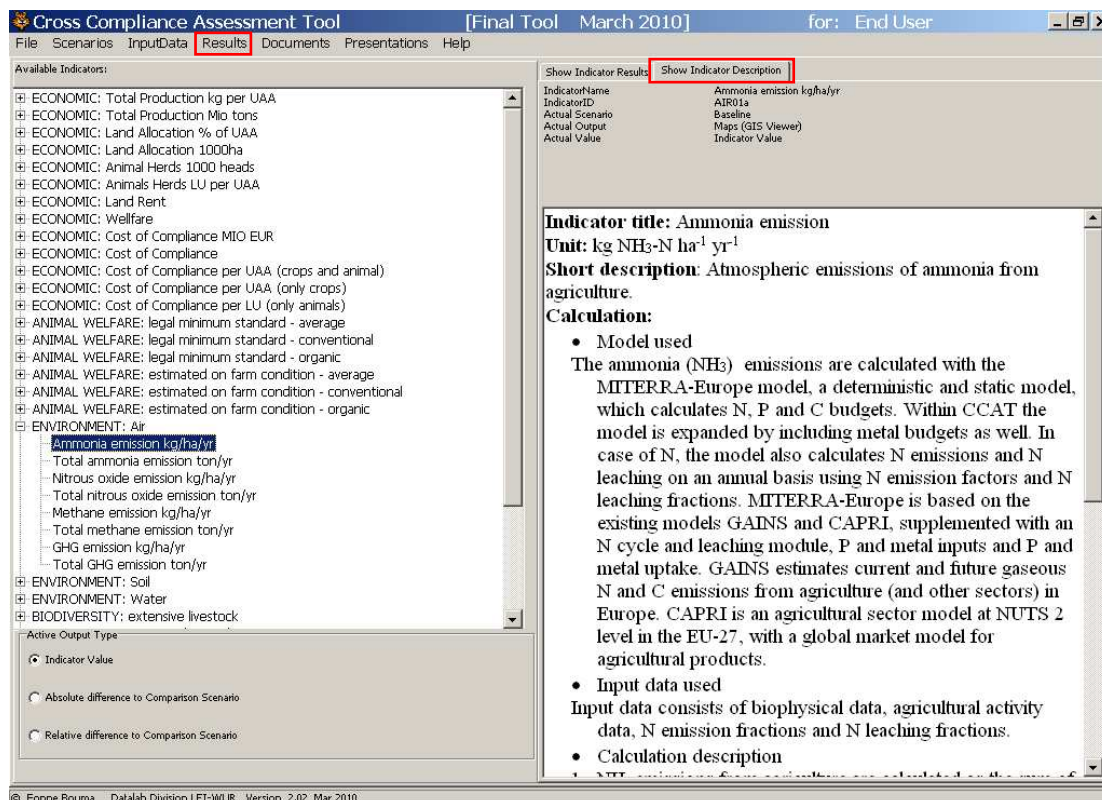 Cross Compliance Assessment Tool [Final Tool March 2010] for: End User
File Scenarios InputData Results Documents Presentations Help
Available Indicators:
ECONOMIC: Total Production kg per UAA
ECONOMIC: Total Production Mio tons
ECONOMIC: Land Allocation % of UAA
ECONOMIC: Land Allocation 1000ha
ECONOMIC: Animal Herds 1000 heads
ECONOMIC: Animals Herds LU per UAA
ECONOMIC: Land Rent
ECONOMIC: Wellfare
ECONOMIC: Cost of Compliance MIO EUR
ECONOMIC: Cost of Compliance
ECONOMIC: Cost of Compliance per UAA (crops and animal)
ECONOMIC: Cost of Compliance per UAA (only crops)
ECONOMIC: Cost of Compliance per LU (only animals)
ANIMAL WELFARE: legal minimum standard - average
ANIMAL WELFARE: legal minimum standard - conventional
ANIMAL WELFARE: legal minimum standard - organic
ANIMAL WELFARE: estimated on farm condition - average
ANIMAL WELFARE: estimated on farm condition - conventional
ANIMAL WELFARE: estimated on farm condition - organic
ENVIRONMENT: Air
Ammonia emission kg/ha/yr
Total ammonia emission ton/yr
Nitrous oxide emission kg/ha/yr
Total nitrous oxide emission ton/yr
Methane emission kg/ha/yr
Total methane emission ton/yr
GHG emission kg/ha/yr
Total GHG emission ton/yr
ENVIRONMENT: Soil
ENVIRONMENT: Water
BIODIVERSITY: extensive livestock
Active Output Type
Indicator Value
Absolute difference to Comparison Scenario
Relative difference to Comparison Scenario
Show Indicator Results Show Indicator Description
IndicatorName Ammonia emission kg/ha/yr
IndicatorID AIR01a
Actual Scenario Baseline
Actual Output Maps (GIS Viewer)
Actual Value Indicator Value
Indicator title: Ammonia emission
Unit: kg NH₃-N ha⁻¹ yr⁻¹
Short description: Atmospheric emissions of ammonia from
agriculture.
Calculation:
• Model used
The ammonia (NH₃) emissions are calculated with the
MITERRA-Europe model, a deterministic and static model,
which calculates N, P and C budgets. Within CCAT the
model is expanded by including metal budgets as well. In
case of N, the model also calculates N emissions and N
leaching on an annual basis using N emission factors and N
leaching fractions. MITERRA-Europe is based on the
existing models GAINS and CAPRI, supplemented with an
N cycle and leaching module, P and metal inputs and P and
metal uptake. GAINS estimates current and future gaseous
N and C emissions from agriculture (and other sectors) in
Europe. CAPRI is an agricultural sector model at NUTS 2
level in the EU-27, with a global market model for
agricultural products.
• Input data used
Input data consists of biophysical data, agricultural activity
data, N emission fractions and N leaching fractions.
• Calculation description
© Foppe Bouma Datalab Division LEI-WUR Version 2.02 Mar 2010